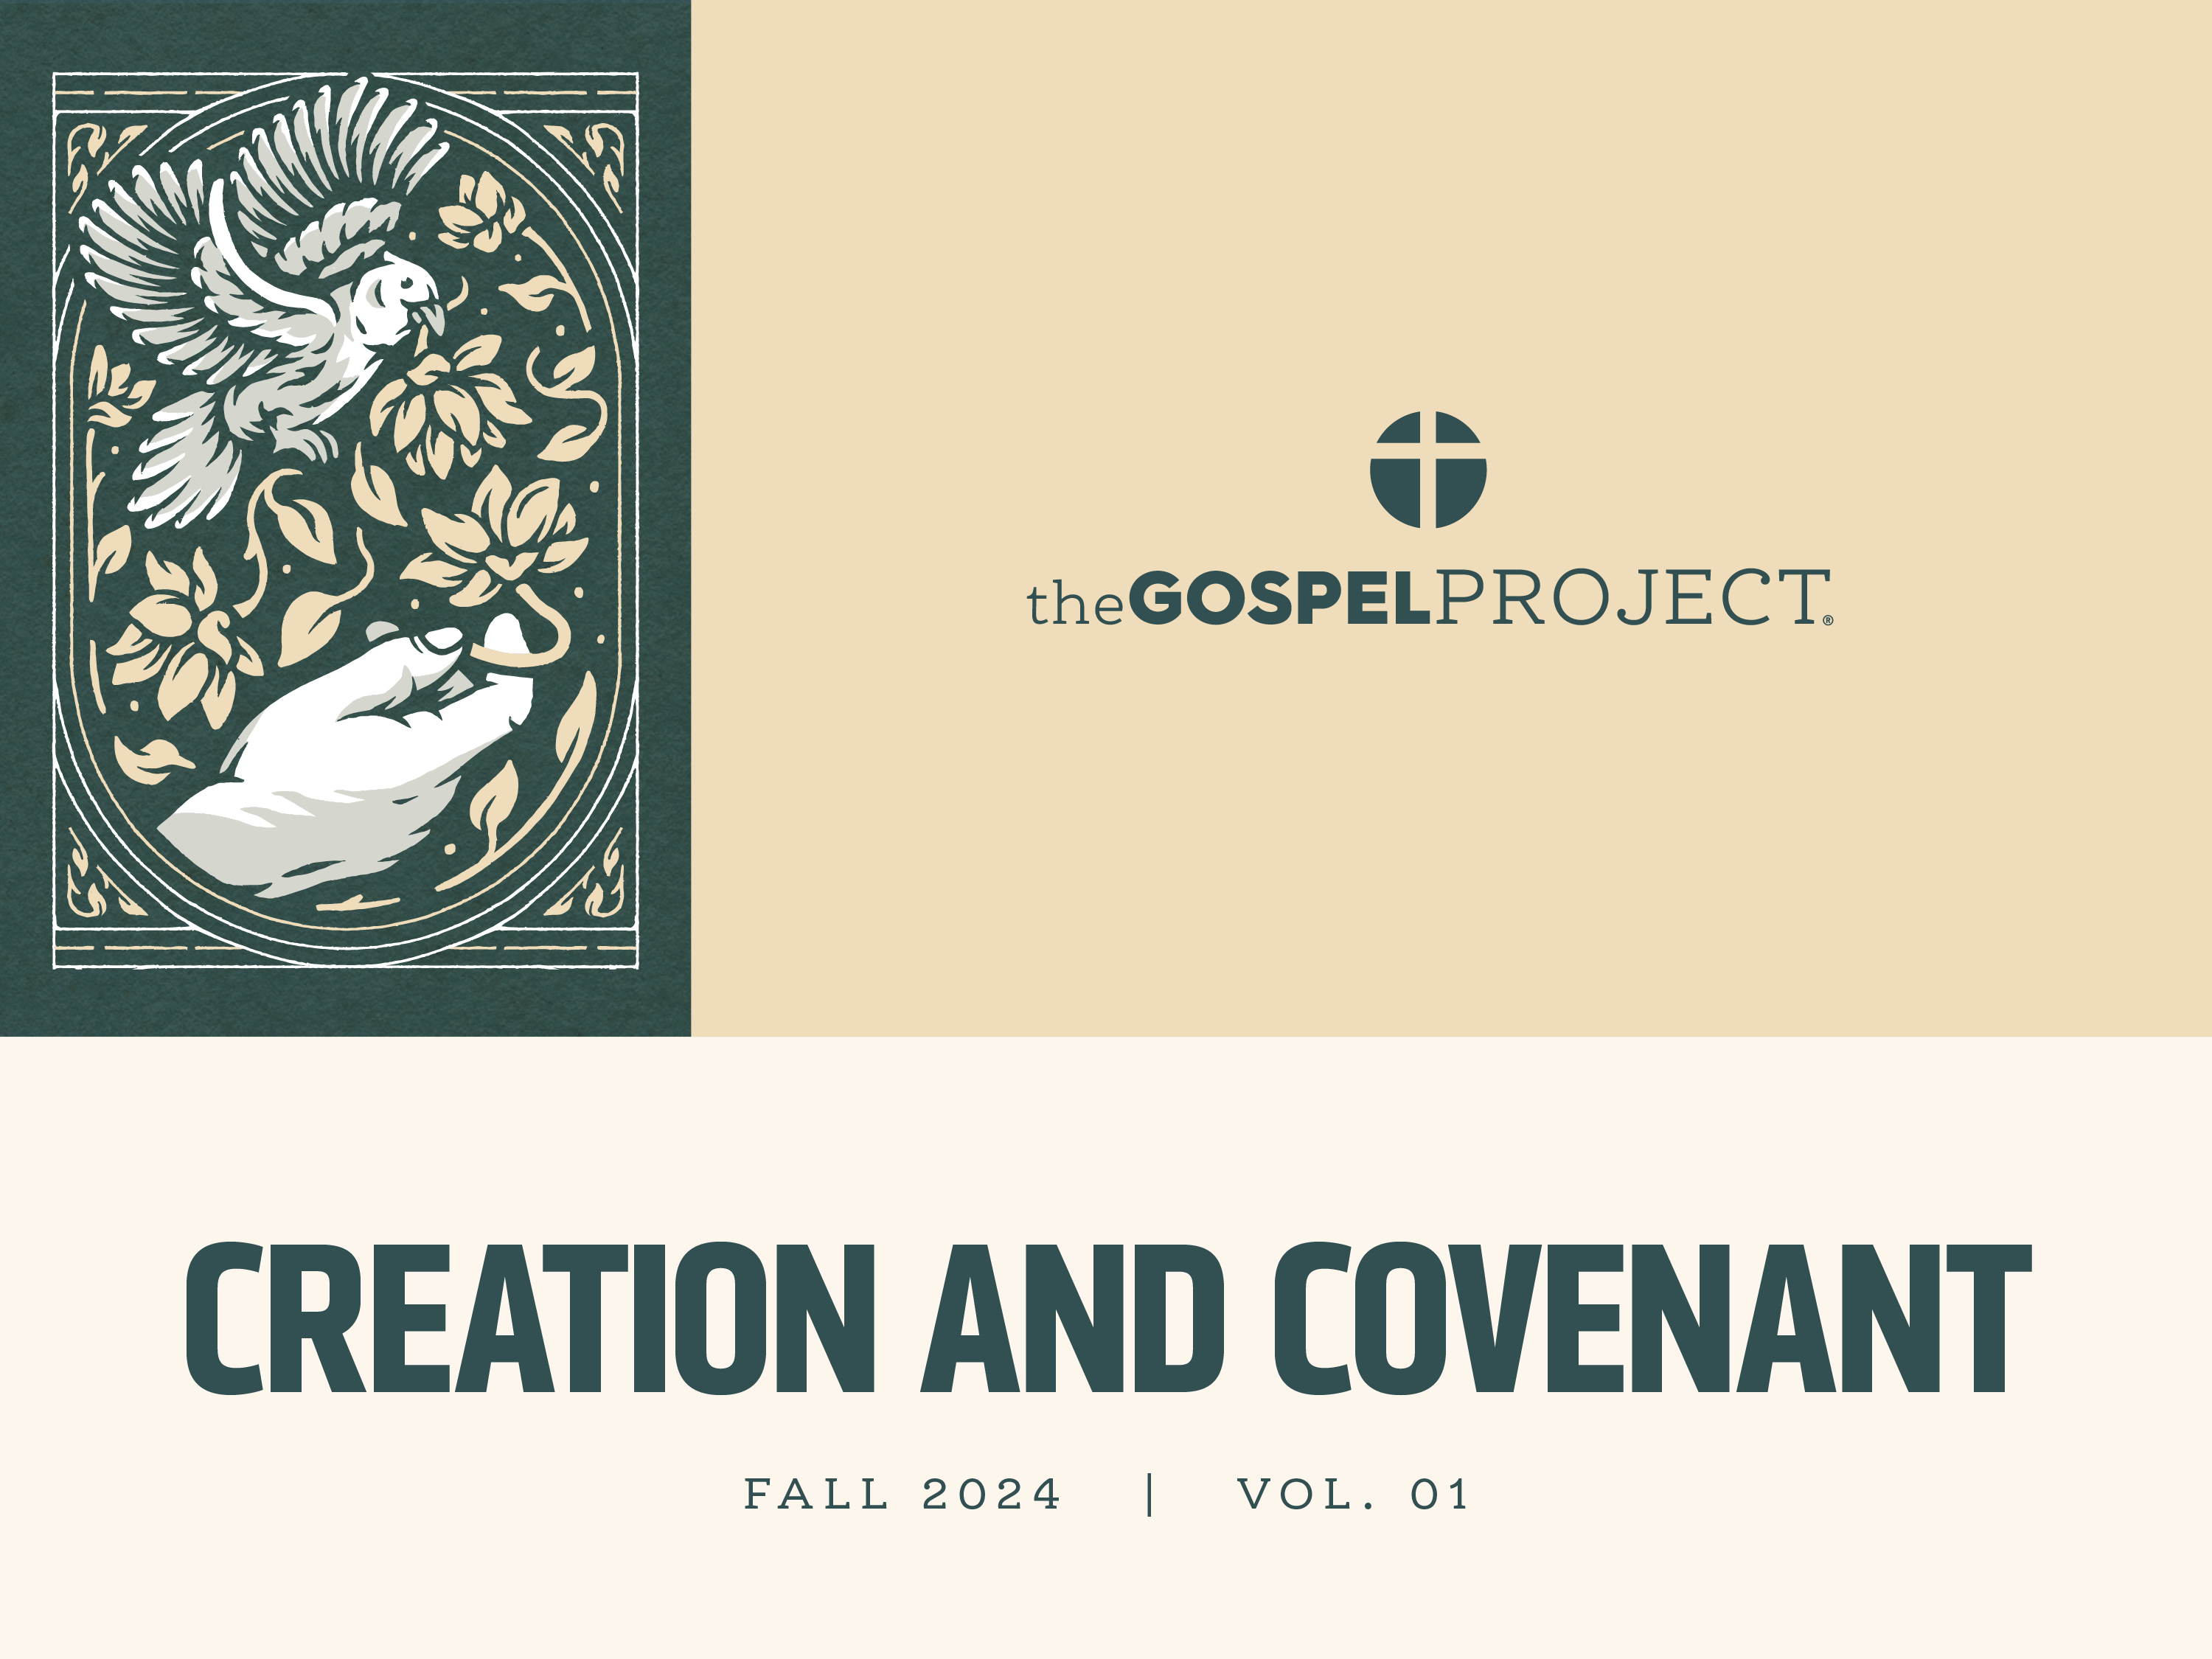 theGOSPELPROJECT®
CREATION AND COVENANT
FALL 2024 | VOL. 01